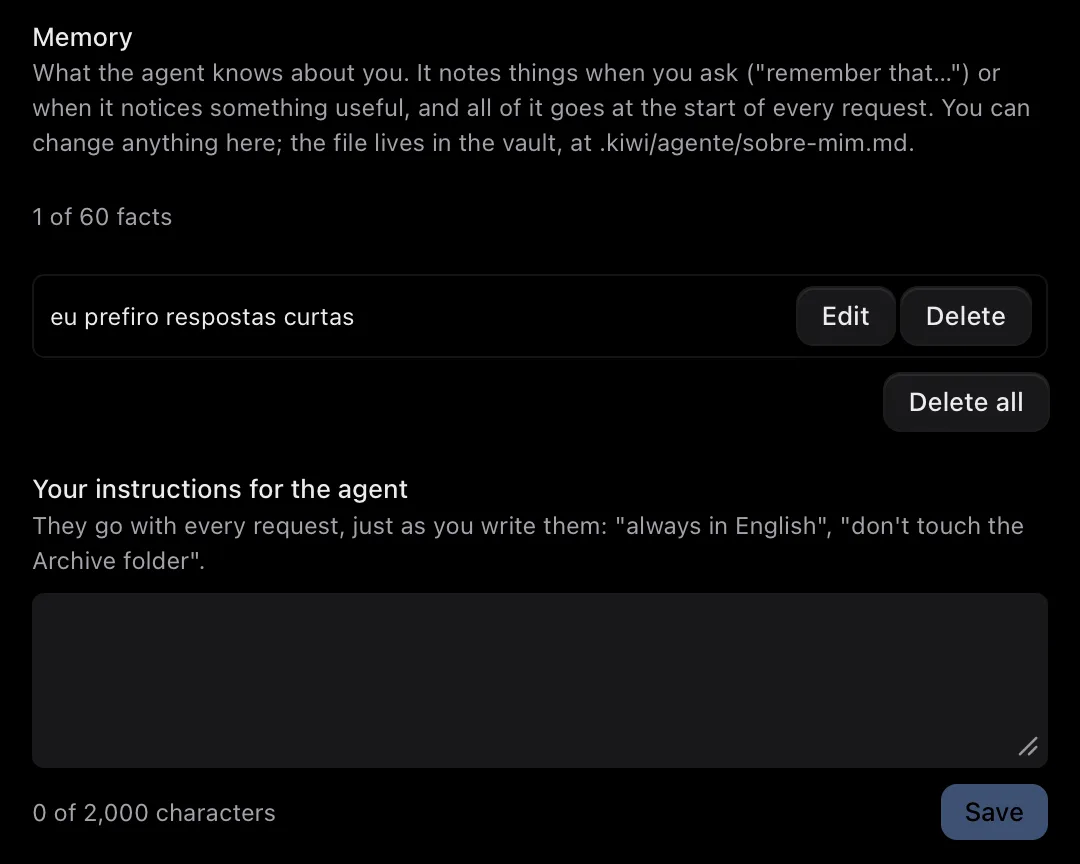 Memory
What the agent knows about you. It notes things when you ask ("remember that…") or
when it notices something useful, and all of it goes at the start of every request. You can
change anything here; the file lives in the vault, at .kiwi/agente/sobre-mim.md.
1 of 60 facts
eu prefiro respostas curtas
Edit
Delete
Delete all
Your instructions for the agent
They go with every request, just as you write them: "always in English", "don't touch the
Archive folder".
0 of 2,000 characters
Save